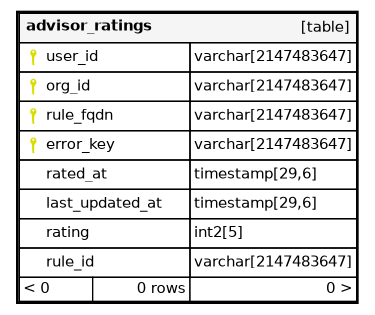 advisor_ratings [table]
user_id varchar[2147483647]
org_id varchar[2147483647]
rule_fqdn varchar[2147483647]
error_key varchar[2147483647]
rated_at timestamp[29,6]
last_updated_at timestamp[29,6]
rating int2[5]
rule_id varchar[2147483647]
< 0 0 rows 0 >